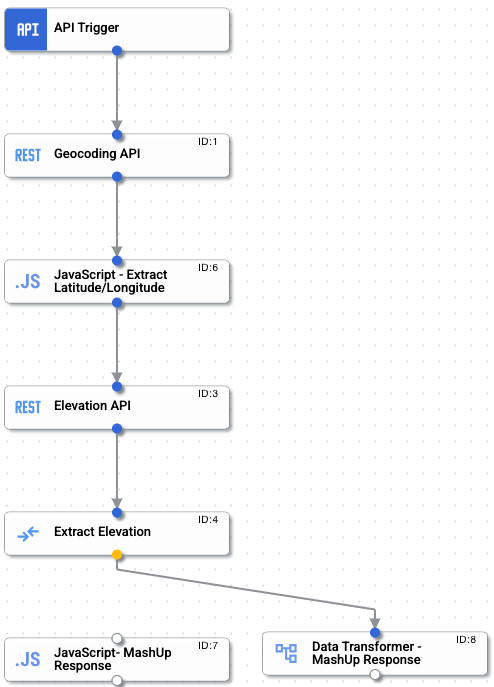 API
API Trigger
ID:1
REST
Geocoding API
ID:6
.JS
JavaScript - Extract
Latitude/Longitude
ID:3
REST
Elevation API
ID:4
Extract Elevation
ID:7
.JS
JavaScript- MashUp
Response
ID:8
Data Transformer -
MashUp Response